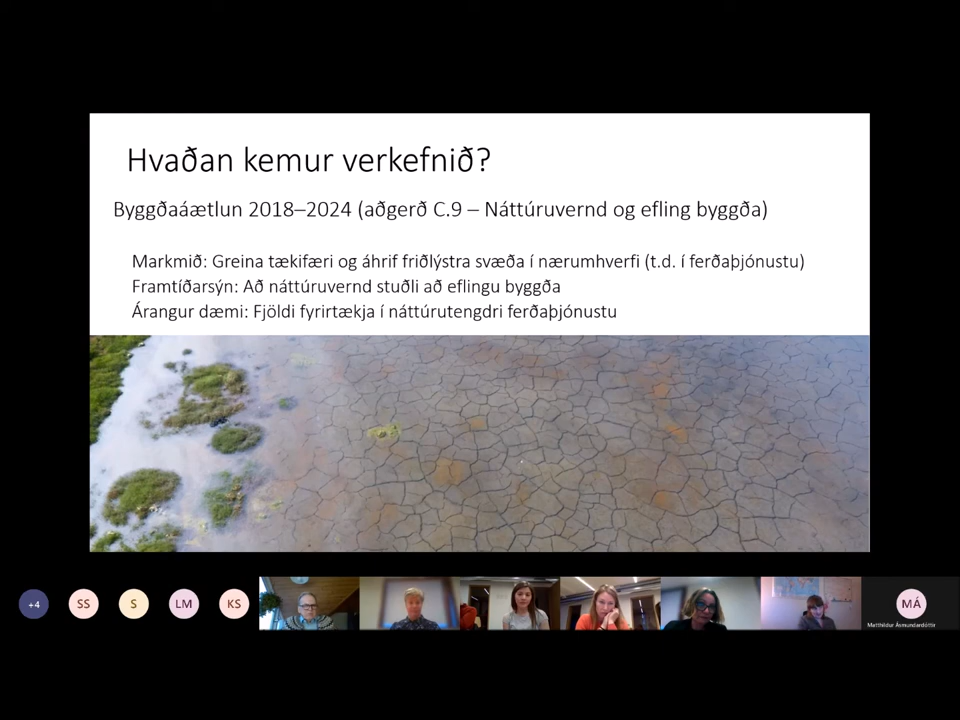 Hvaðan kemur verkefnið?
Byggðaáætlun 2018–2024 (aðgerð C.9 – Náttúruvernd og efling byggða)
Markmið: Greina tækifæri og áhrif friðlýstra svæða í nærumhverfi (t.d. í ferðaþjónustu)
Framtíðarsýn: Að náttúruvernd stuðli að eflingu byggða
Árangur dæmi: Fjöldi fyrirtækja í náttúrutengdri ferðaþjónustu
+4 SS S LM KS MÁ
Matthildur Ásmundardóttir